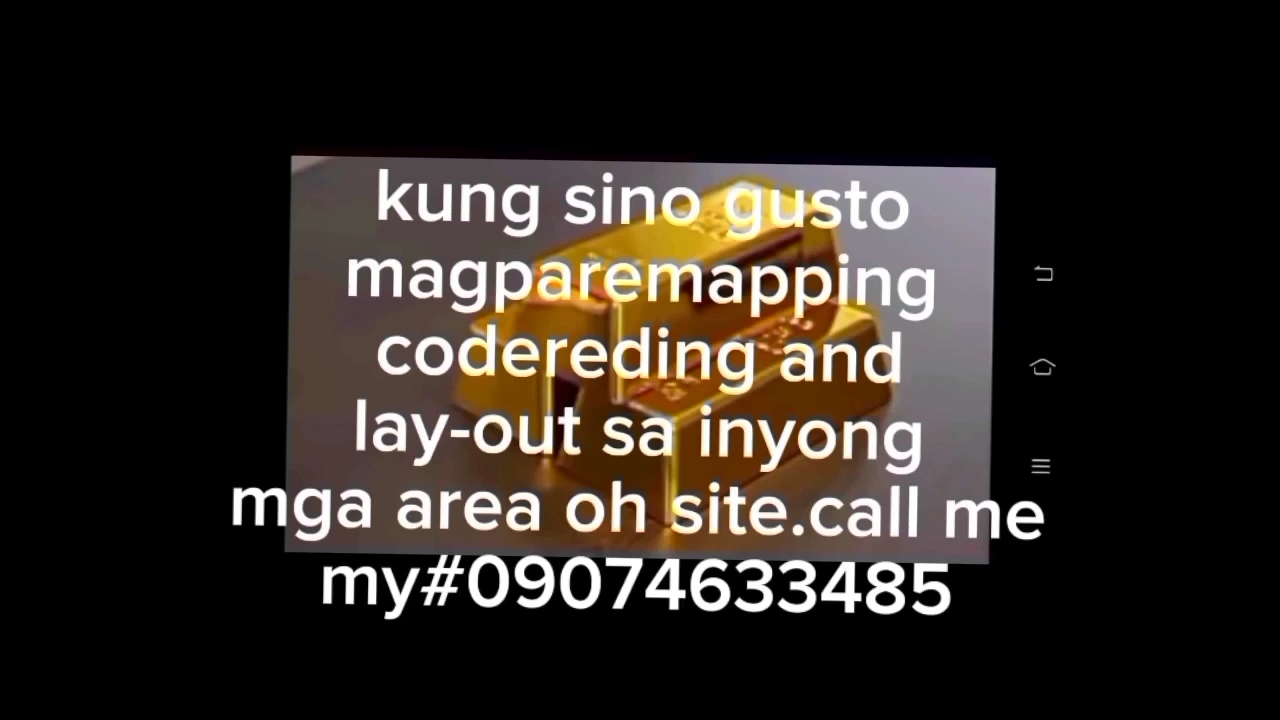 kung sino gusto
magparemapping
codereding and
lay-out sa inyong
mga area oh site.call me
my#09074633485